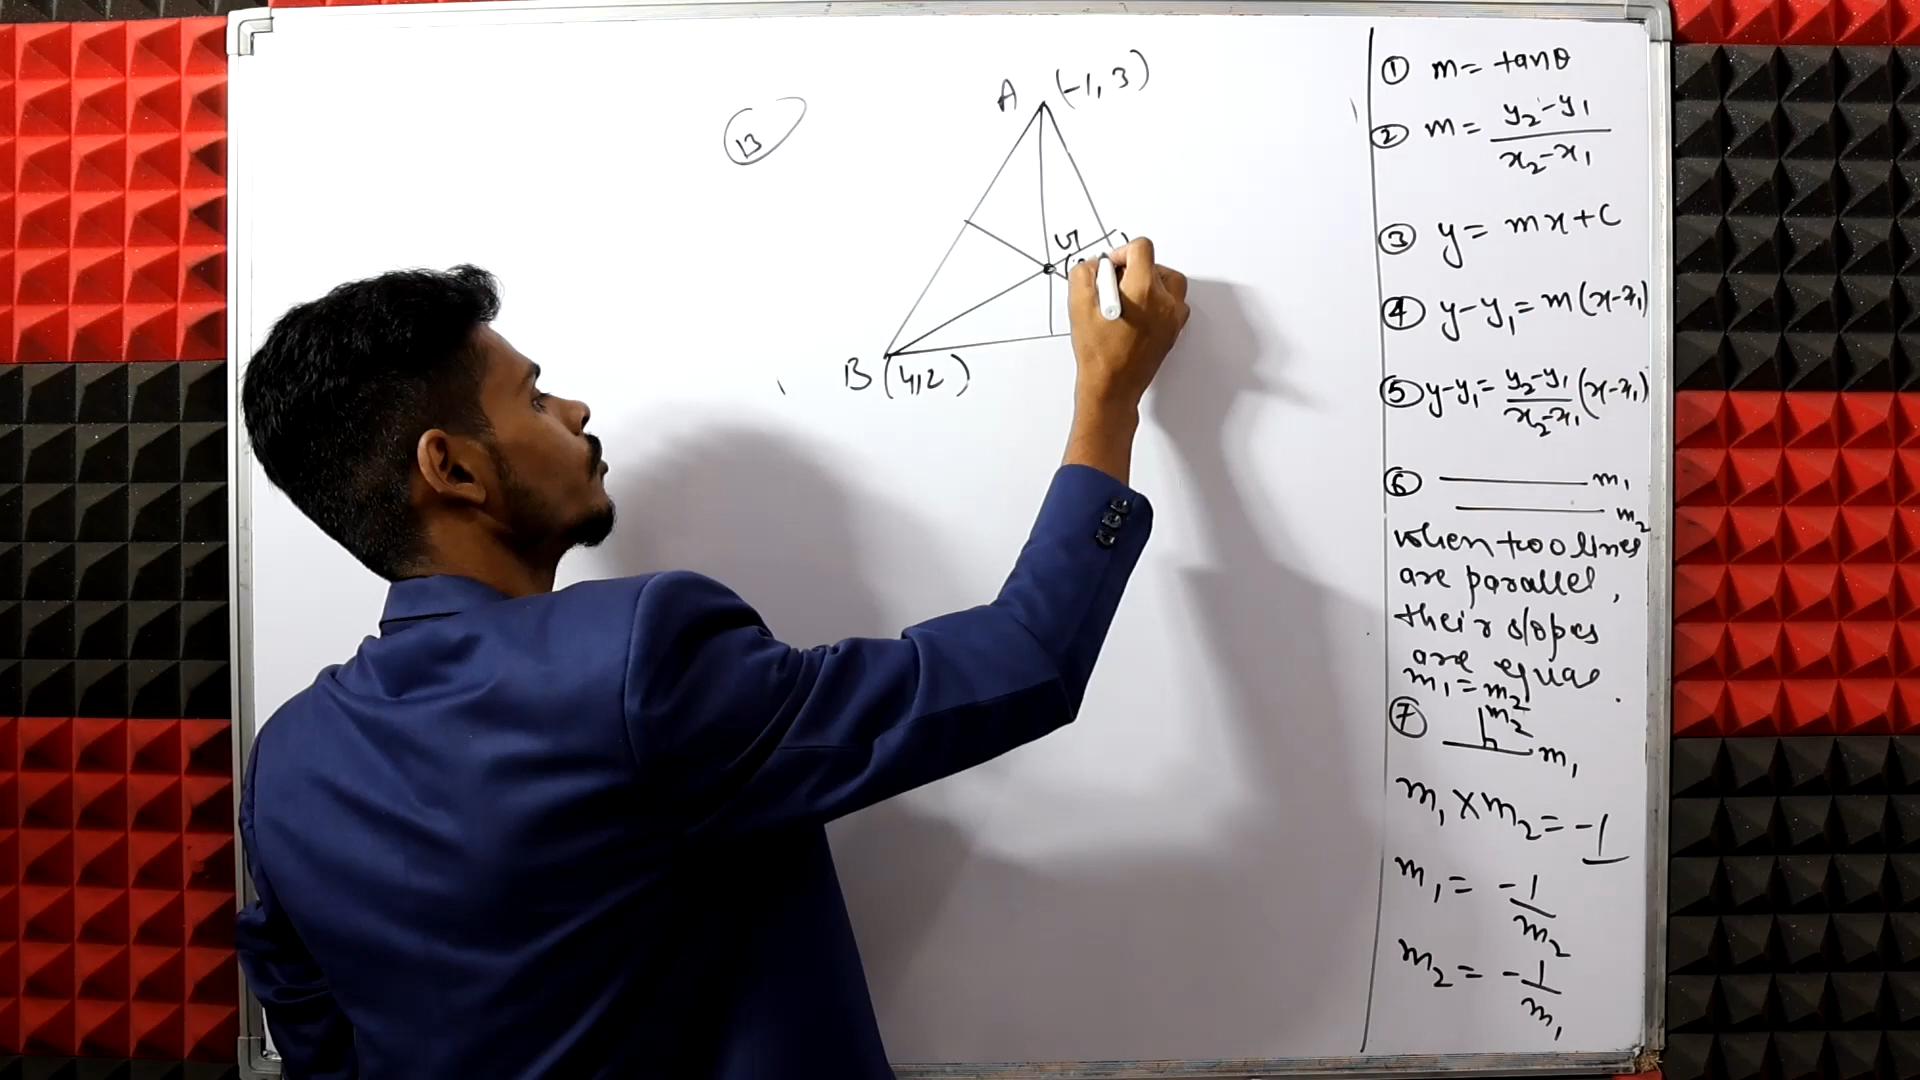 13
A (-1, 3)
G
B (4,2)
① m = tanθ
② m = y₂-y₁ / x₂-x₁
③ y = mx + C
④ y-y₁ = m(x-x₁)
⑤ y-y₁ = y₂-y₁ / x₂-x₁ (x-x₁)
⑥ m₁
m₂
when two lines
are parallel,
their slopes
are equal.
m₁ = m₂
⑦ m₂
m₁
m₁ x m₂ = -1
m₁ = -1/m₂
m₂ = -1/m₁